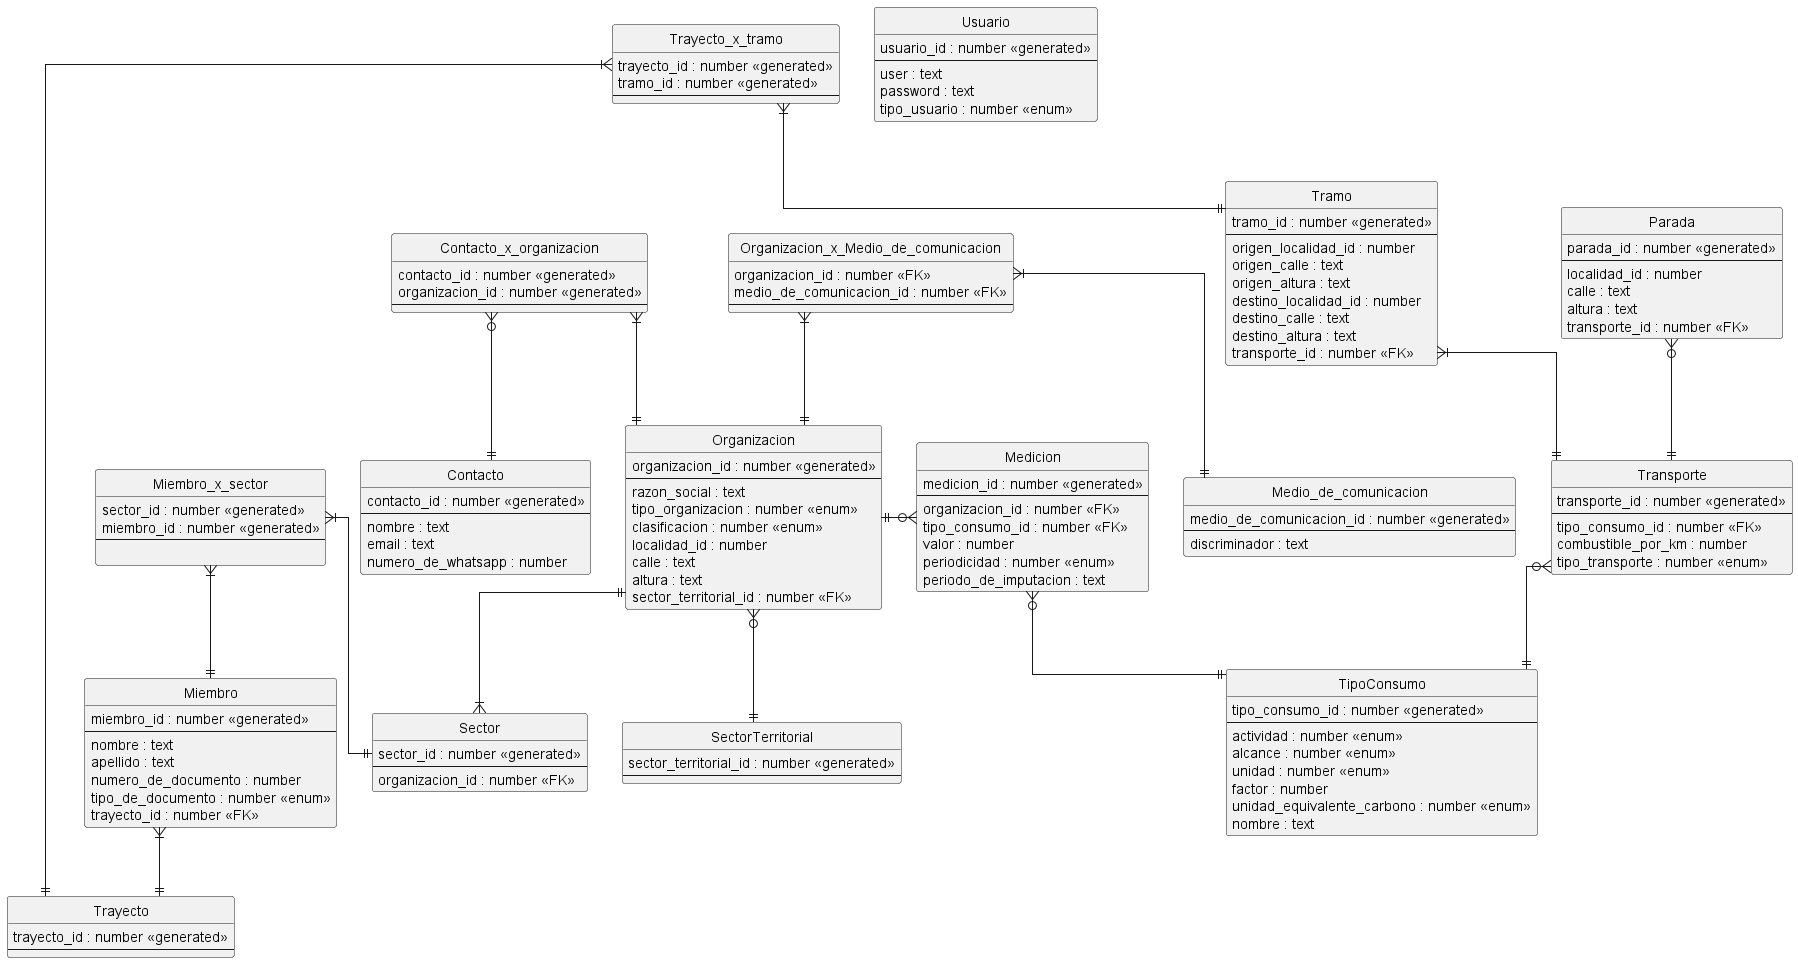 Usuario
usuario_id : number «generated»
user : text
password : text
tipo_usuario : number «enum»
Trayecto_x_tramo
trayecto_id : number «generated»
tramo_id : number «generated»
Tramo
tramo_id : number «generated»
origen_localidad_id : number
origen_calle : text
origen_altura : text
destino_localidad_id : number
destino_calle : text
destino_altura : text
transporte_id : number «FK»
Parada
parada_id : number «generated»
localidad_id : number
calle : text
altura : text
transporte_id : number «FK»
Contacto_x_organizacion
contacto_id : number «generated»
organizacion_id : number «generated»
Organizacion_x_Medio_de_comunicacion
organizacion_id : number «FK»
medio_de_comunicacion_id : number «FK»
Organizacion
organizacion_id : number «generated»
razon_social : text
tipo_organizacion : number «enum»
clasificacion : number «enum»
localidad_id : number
calle : text
altura : text
sector_territorial_id : number «FK»
Medicion
medicion_id : number «generated»
organizacion_id : number «FK»
tipo_consumo_id : number «FK»
valor : number
periodicidad : number «enum»
periodo_de_imputacion : text
Miembro_x_sector
sector_id : number «generated»
miembro_id : number «generated»
Contacto
contacto_id : number «generated»
nombre : text
email : text
numero_de_whatsapp : number
Medio_de_comunicacion
medio_de_comunicacion_id : number «generated»
discriminador : text
Transporte
transporte_id : number «generated»
tipo_consumo_id : number «FK»
combustible_por_km : number
tipo_transporte : number «enum»
Miembro
miembro_id : number «generated»
nombre : text
apellido : text
numero_de_documento : number
tipo_de_documento : number «enum»
trayecto_id : number «FK»
Sector
sector_id : number «generated»
organizacion_id : number «FK»
SectorTerritorial
sector_territorial_id : number «generated»
TipoConsumo
tipo_consumo_id : number «generated»
actividad : number «enum»
alcance : number «enum»
unidad : number «enum»
factor : number
unidad_equivalente_carbono : number «enum»
nombre : text
Trayecto
trayecto_id : number «generated»